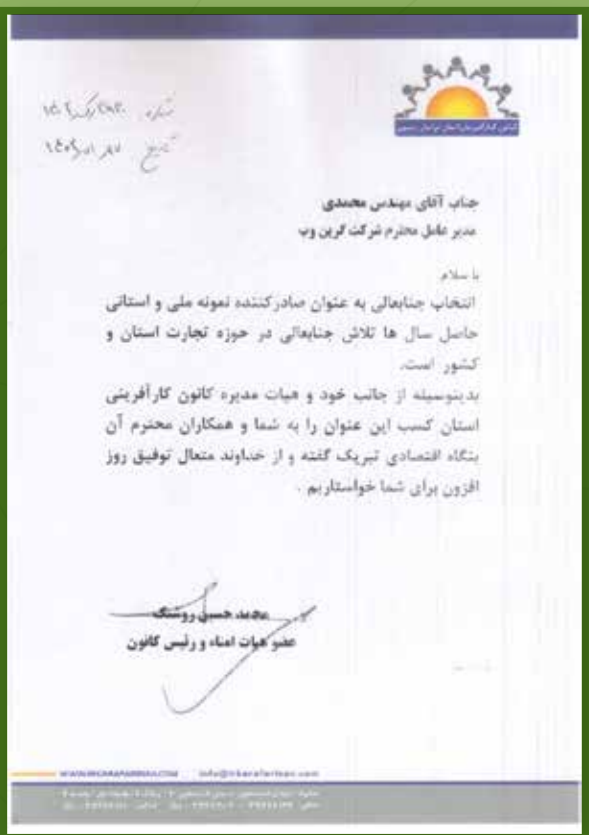 شماره
تاریخ
جناب آقای مهندس محمدی
مدیر عامل محترم شرکت گرین وب
با سلام
انتخاب جنابعالی به عنوان صادرکننده نمونه ملی و استانی
حاصل سال ها تلاش جنابعالی در حوزه تجارت استان و
کشور است.
بدینوسیله از جانب خود و هیات مدیره کانون کارآفرینی
استان کسب این عنوان را به شما و همکاران محترم آن
بنگاه اقتصادی تبریک گفته و از خداوند متعال توفیق روز
افزون برای شما خواستاریم .
محمد حسین روشنک
عضو هیات امناء و رئیس کانون